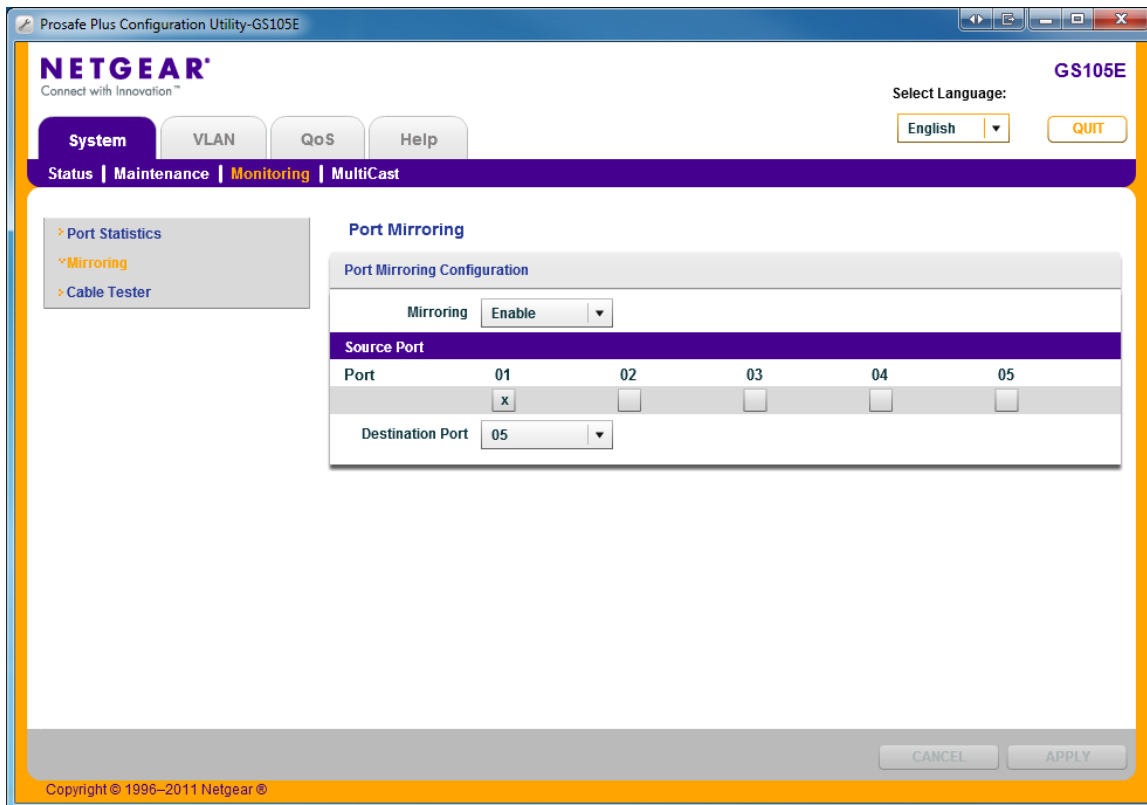 Prosafe Plus Configuration Utility-GS105E
NETGEAR®
Connect with Innovation™
GS105E
Select Language:
English
QUIT
System VLAN QoS Help
Status | Maintenance | Monitoring | MultiCast
Port Statistics
Mirroring
Cable Tester
Port Mirroring
Port Mirroring Configuration
Mirroring Enable
Source Port
Port 01 02 03 04 05
x
Destination Port 05
CANCEL APPLY
Copyright © 1996–2011 Netgear ®